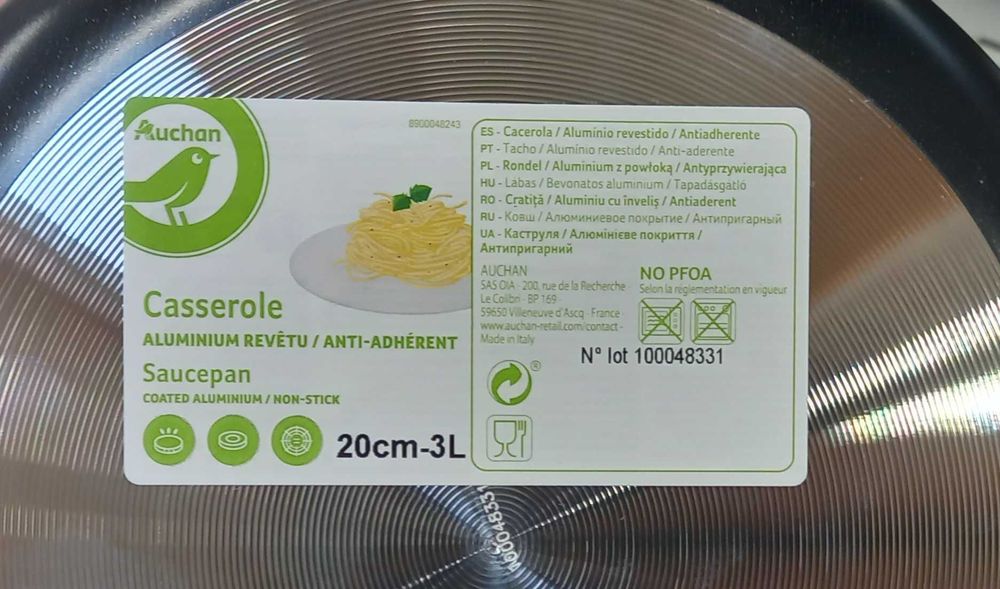 Auchan
8900048243
Casserole
ALUMINIUM REVÊTU / ANTI-ADHÉRENT
Saucepan
COATED ALUMINIUM / NON-STICK
20cm-3L
ES - Cacerola / Aluminio revestido / Antiadherente
PT - Tacho / Alumínio revestido / Anti-aderente
PL - Rondel / Aluminium z powłoką / Antyprzywierająca
HU - Lábas / Bevonatos alumínium / Tapadásgatló
RO - Cratiță / Aluminiu cu înveliș / Antiaderent
RU - Ковш / Алюминиевое покрытие / Антипригарный
UA - Каструля / Алюмінієве покриття /
Антипригарний
AUCHAN
SAS OIA - 200, rue de la Recherche
Le Colibri - BP 169 -
59650 Villeneuve d'Ascq - France
www.auchan-retail.com/contact -
Made in Italy
NO PFOA
Selon la réglementation en vigueur
N° lot 100048331
®